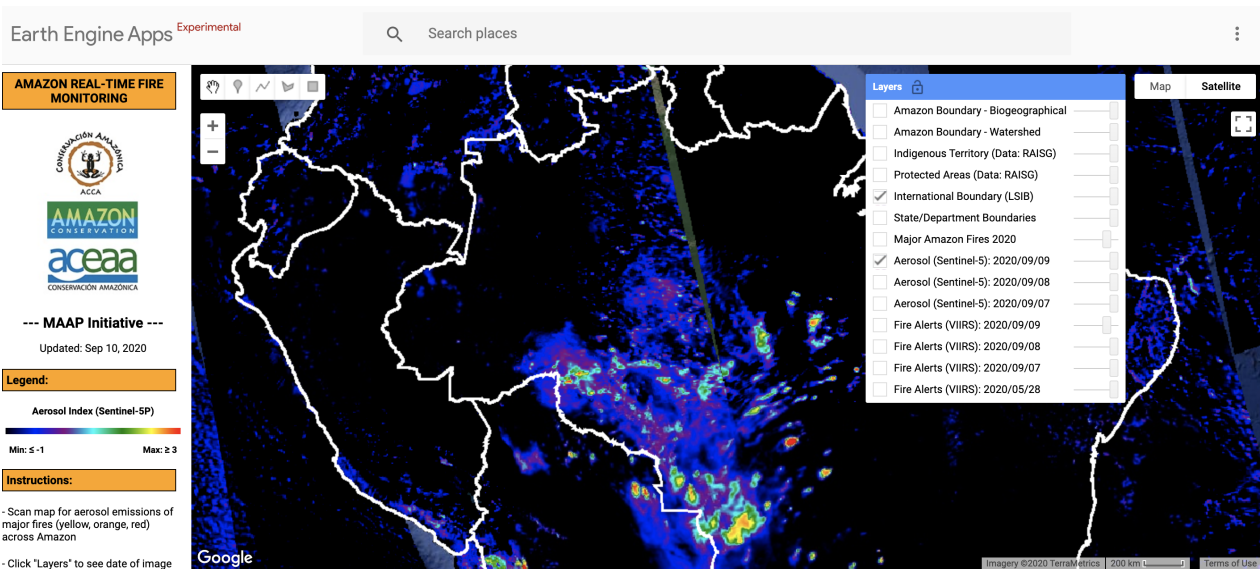 Earth Engine Apps Experimental
Search places
AMAZON REAL-TIME FIRE
MONITORING
CONSERVACIÓN AMAZÓNICA
ACCA
AMAZON
CONSERVATION
aceaa
CONSERVACIÓN AMAZÓNICA
--- MAAP Initiative ---
Updated: Sep 10, 2020
Legend:
Aerosol Index (Sentinel-5P)
Min: ≤ -1 Max: ≥ 3
Instructions:
- Scan map for aerosol emissions of
major fires (yellow, orange, red)
across Amazon
- Click "Layers" to see date of image
+
−
Layers
Amazon Boundary - Biogeographical
Amazon Boundary - Watershed
Indigenous Territory (Data: RAISG)
Protected Areas (Data: RAISG)
International Boundary (LSIB)
State/Department Boundaries
Major Amazon Fires 2020
Aerosol (Sentinel-5): 2020/09/09
Aerosol (Sentinel-5): 2020/09/08
Aerosol (Sentinel-5): 2020/09/07
Fire Alerts (VIIRS): 2020/09/09
Fire Alerts (VIIRS): 2020/09/08
Fire Alerts (VIIRS): 2020/09/07
Fire Alerts (VIIRS): 2020/05/28
Map Satellite
Google
Imagery ©2020 TerraMetrics 200 km Terms of Use